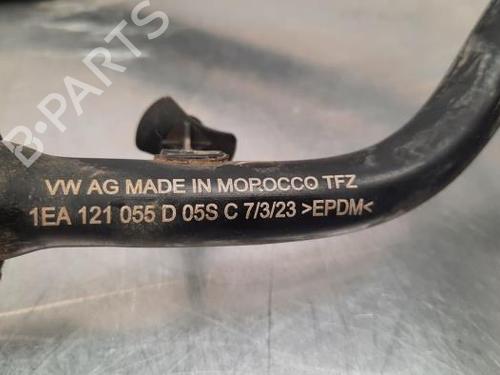 B-PARTS
VW AG MADE IN MOROCCO TFZ
1EA 121 055 D 05S C 7/3/23 >EPDM<